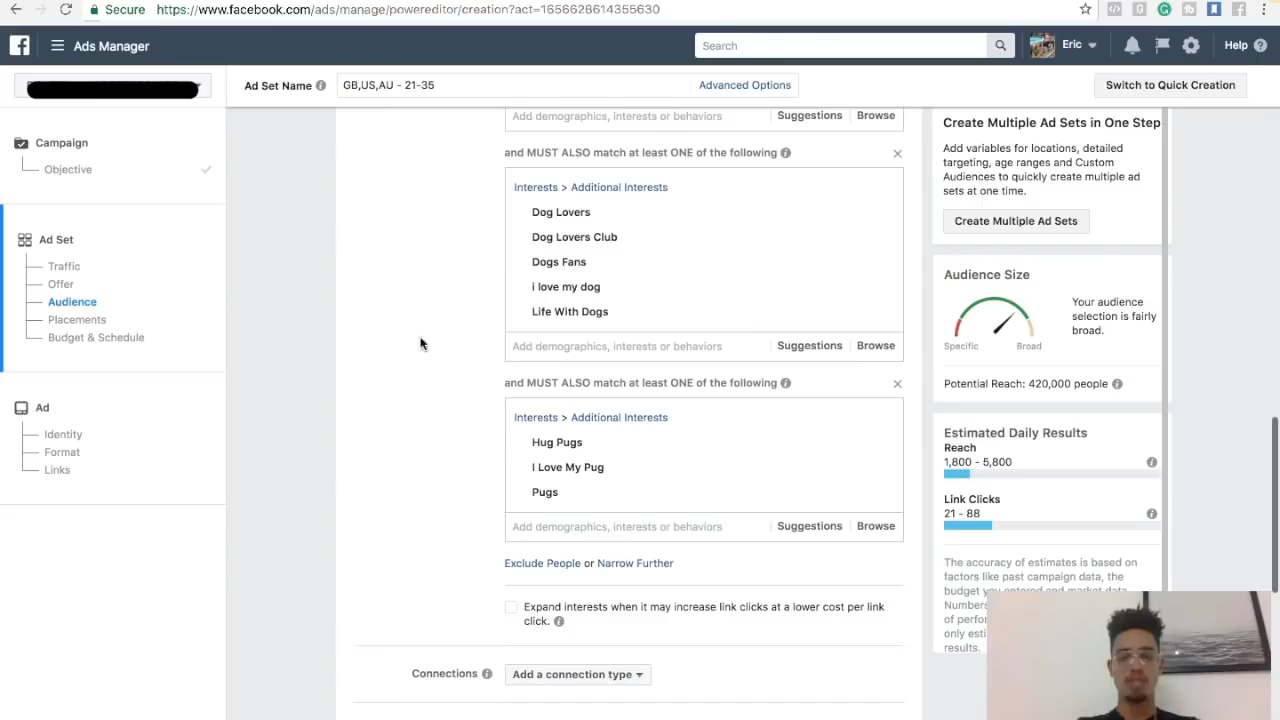 Secure https://www.facebook.com/ads/manage/powereditor/creation?act=1656628614355630
Ads Manager
Search
Eric
Help
Ad Set Name
GB,US,AU - 21-35
Advanced Options
Switch to Quick Creation
Campaign
Objective
Ad Set
Traffic
Offer
Audience
Placements
Budget & Schedule
Ad
Identity
Format
Links
Add demographics, interests or behaviors Suggestions Browse
and MUST ALSO match at least ONE of the following
Interests > Additional Interests
Dog Lovers
Dog Lovers Club
Dogs Fans
i love my dog
Life With Dogs
Add demographics, interests or behaviors Suggestions Browse
and MUST ALSO match at least ONE of the following
Interests > Additional Interests
Hug Pugs
I Love My Pug
Pugs
Add demographics, interests or behaviors Suggestions Browse
Exclude People or Narrow Further
Expand interests when it may increase link clicks at a lower cost per link
click.
Connections
Add a connection type
Create Multiple Ad Sets in One Step
Add variables for locations, detailed
targeting, age ranges and Custom
Audiences to quickly create multiple ad
sets at one time.
Create Multiple Ad Sets
Audience Size
Specific
Broad
Your audience
selection is fairly
broad.
Potential Reach: 420,000 people
Estimated Daily Results
Reach
1,800 - 5,800
Link Clicks
21 - 88
The accuracy of estimates is based on
factors like past campaign data, the
budget you entered and market data.
Numbers
of perfo
only esti
results.